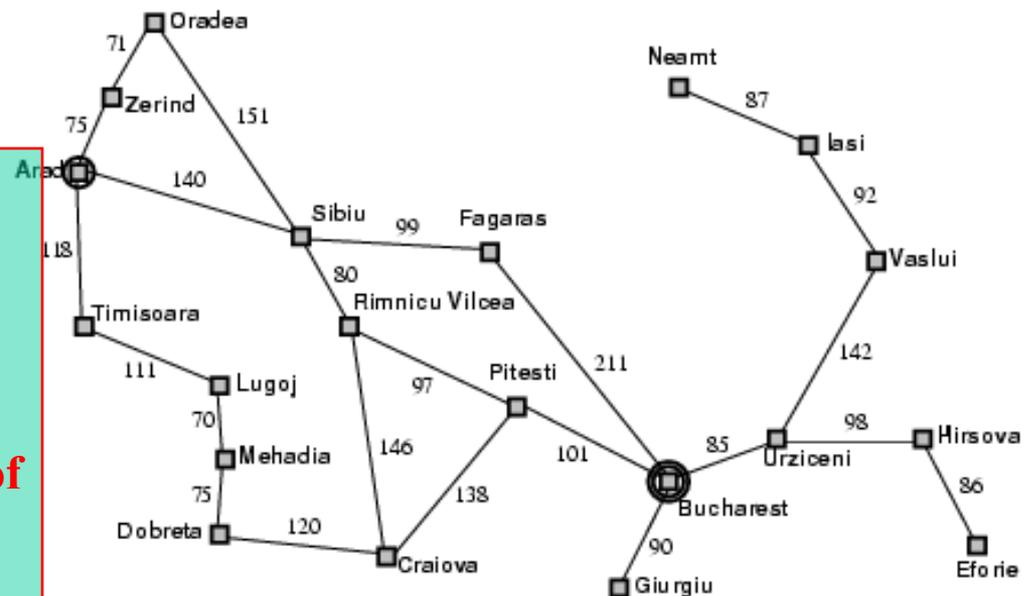 Oradea
71
Neamt
87
Zerind
151
75
Iasi
Arad
140
92
Sibiu
99
Fagaras
118
80
Vaslui
Timisoara
Rimnicu Vilcea
142
111
211
Lugoj
97
Pitesti
70
98
Hirsova
146
85
Mehadia
101
Urziceni
of
75
138
86
Bucharest
Dobreta
120
90
Craiova
Eforie
Giurgiu